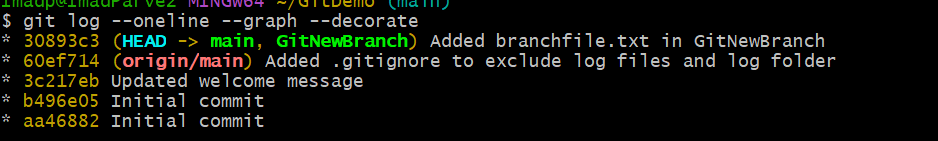 imadp@ImadParve2 MINGW64 ~/GitDemo (main)
$ git log --oneline --graph --decorate
* 30893c3 (HEAD -> main, GitNewBranch) Added branchfile.txt in GitNewBranch
* 60ef714 (origin/main) Added .gitignore to exclude log files and log folder
* 3c217eb Updated welcome message
* b496e05 Initial commit
* aa46882 Initial commit